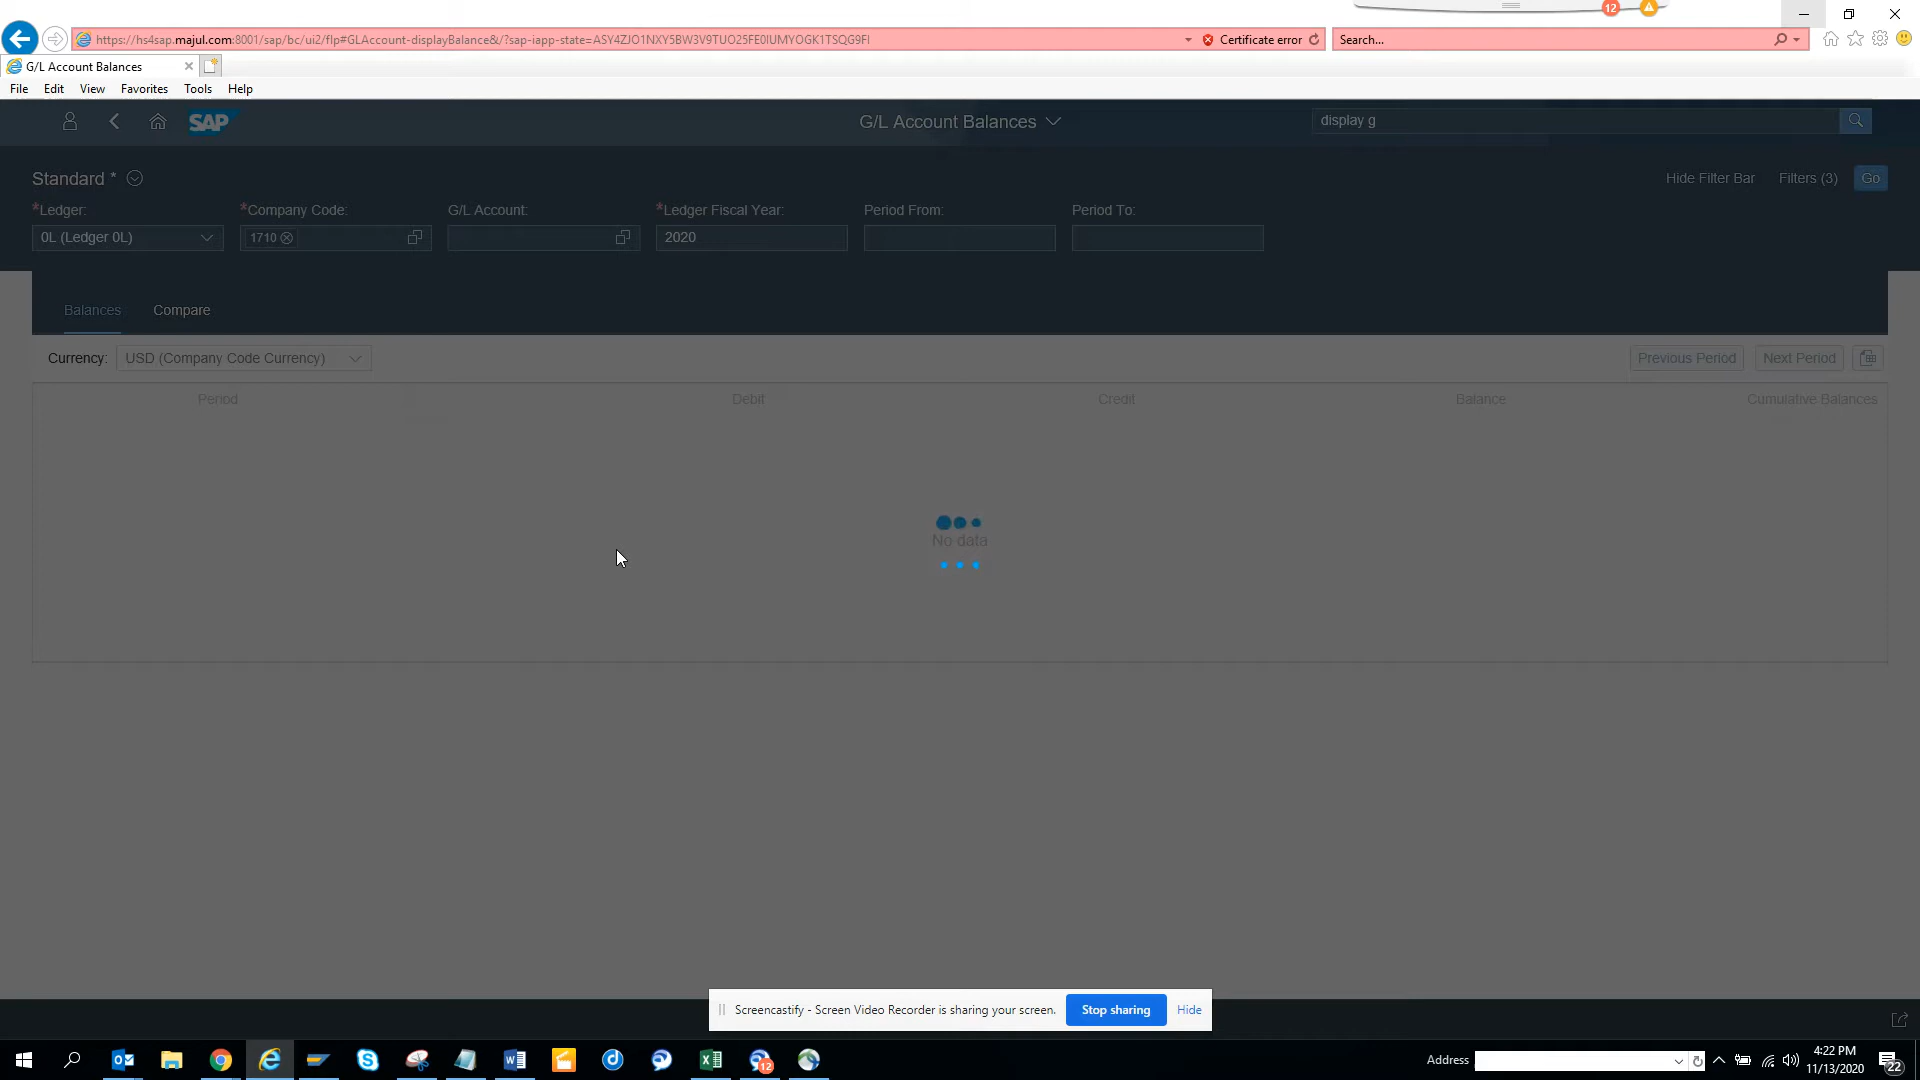 12
https://hs4sap.majul.com:8001/sap/bc/ui2/flp#GLAccount-displayBalance&/?sap-iapp-state=ASY4ZJO1NXY5BW3V9TUO25FE0IUMYOGK1TSQG9FI
Certificate error
Search...
G/L Account Balances
File Edit View Favorites Tools Help
SAP
G/L Account Balances
display g
Standard *
Hide Filter Bar
Filters (3)
Go
*Ledger:
*Company Code:
G/L Account:
*Ledger Fiscal Year:
Period From:
Period To:
0L (Ledger 0L)
1710
2020
Balances
Compare
Currency: USD (Company Code Currency)
Previous Period
Next Period
Period
Debit
Credit
Balance
Cumulative Balances
No data
Screencastify - Screen Video Recorder is sharing your screen.
Stop sharing
Hide
12
Address
4:22 PM
11/13/2020
22